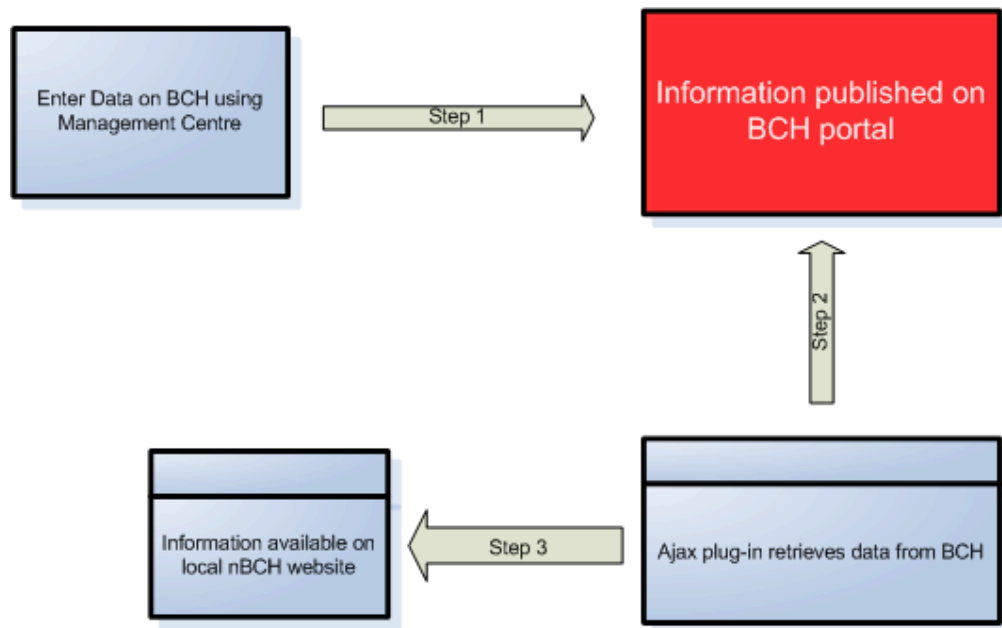 Enter Data on BCH using
Management Centre
Step 1
Information published on
BCH portal
Step 2
Information available on
local nBCH website
Step 3
Ajax plug-in retrieves data from BCH